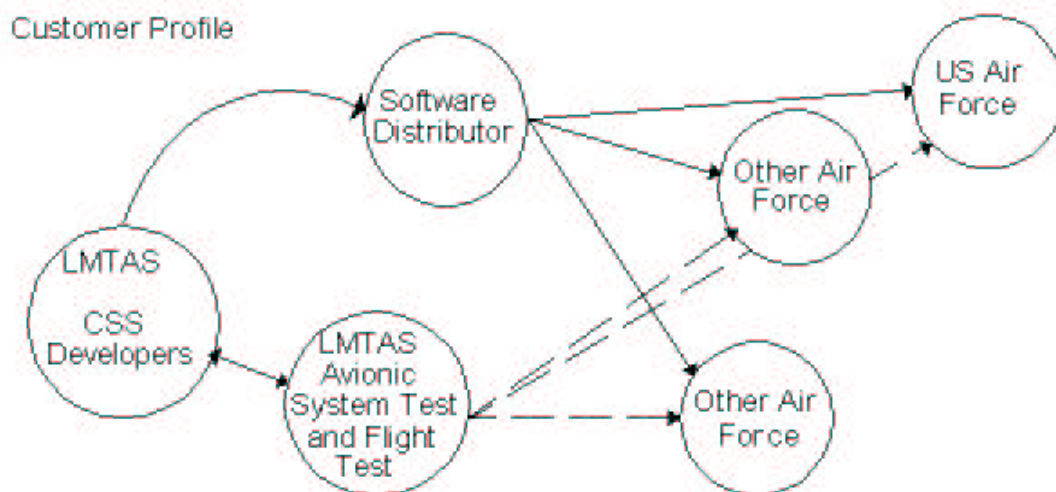 Customer Profile
Software
Distributor
US Air
Force
Other Air
Force
LMTAS
CSS
Developers
LMTAS
Avionic
System Test
and Flight
Test
Other Air
Force